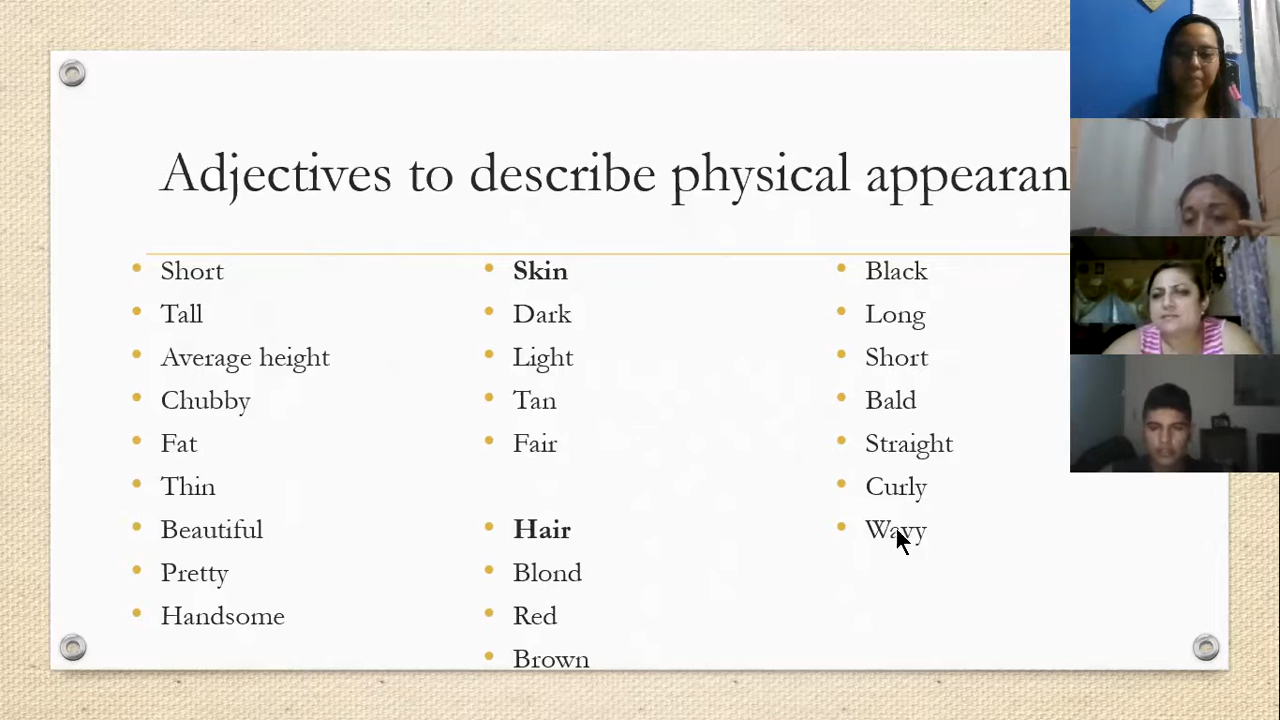 Adjectives to describe physical appearan
Short
Tall
Average height
Chubby
Fat
Thin
Beautiful
Pretty
Handsome
Skin
Dark
Light
Tan
Fair
Hair
Blond
Red
Brown
Black
Long
Short
Bald
Straight
Curly
Wavy